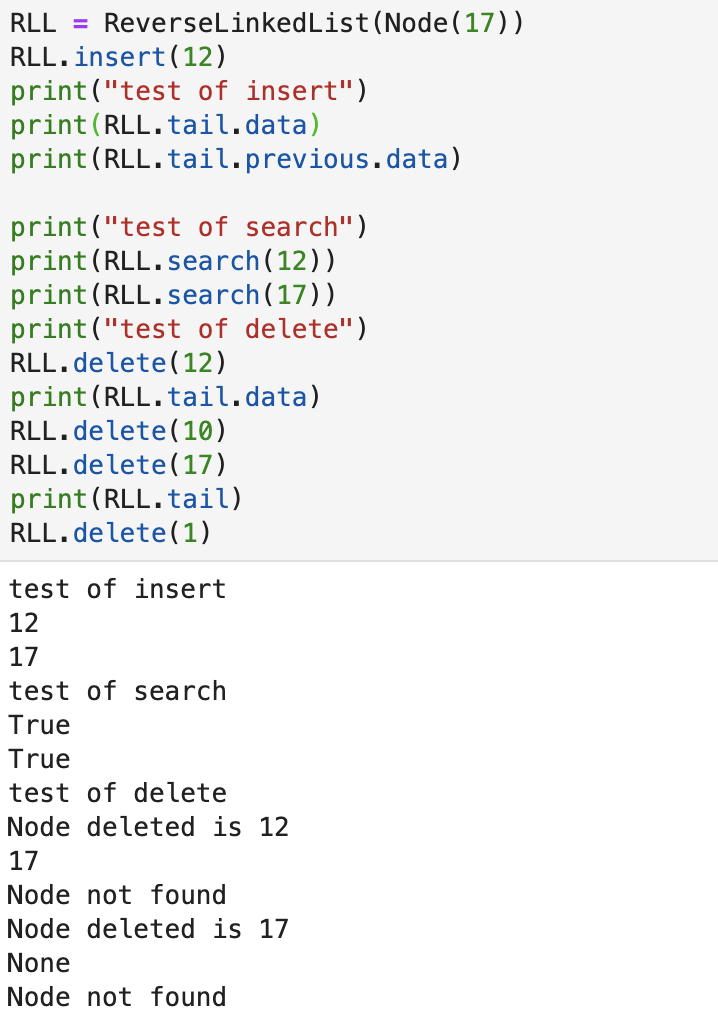 RLL = ReverseLinkedList(Node(17))
RLL.insert(12)
print("test of insert")
print(RLL.tail.data)
print(RLL.tail.previous.data)

print("test of search")
print(RLL.search(12))
print(RLL.search(17))
print("test of delete")
RLL.delete(12)
print(RLL.tail.data)
RLL.delete(10)
RLL.delete(17)
print(RLL.tail)
RLL.delete(1)
test of insert
12
17
test of search
True
True
test of delete
Node deleted is 12
17
Node not found
Node deleted is 17
None
Node not found